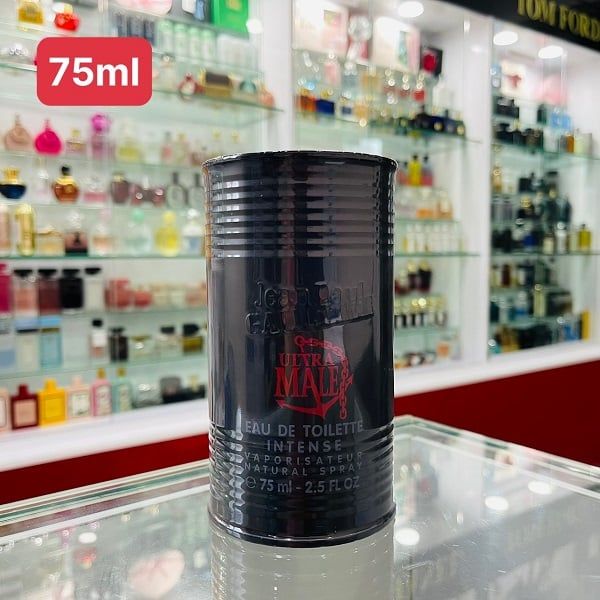 75ml
TOM FORD
Jean Paul
GAULTIER
ULTRA
MALE
EAU DE TOILETTE
INTENSE
VAPORISATEUR
NATURAL SPRAY
℮ 75 ml - 2.5 FL OZ